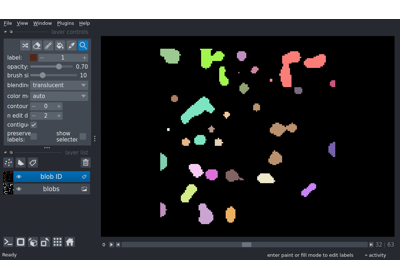 File View Window Plugins Help
layer controls
label: 1
opacity: 0.70
brush si 10
blending translucent
color m auto
contour 0
n edit d 2
contigu
preserve labels: show selected
layer list
blob ID
blobs
0 32 63
Ready enter paint or fill mode to edit labels activity